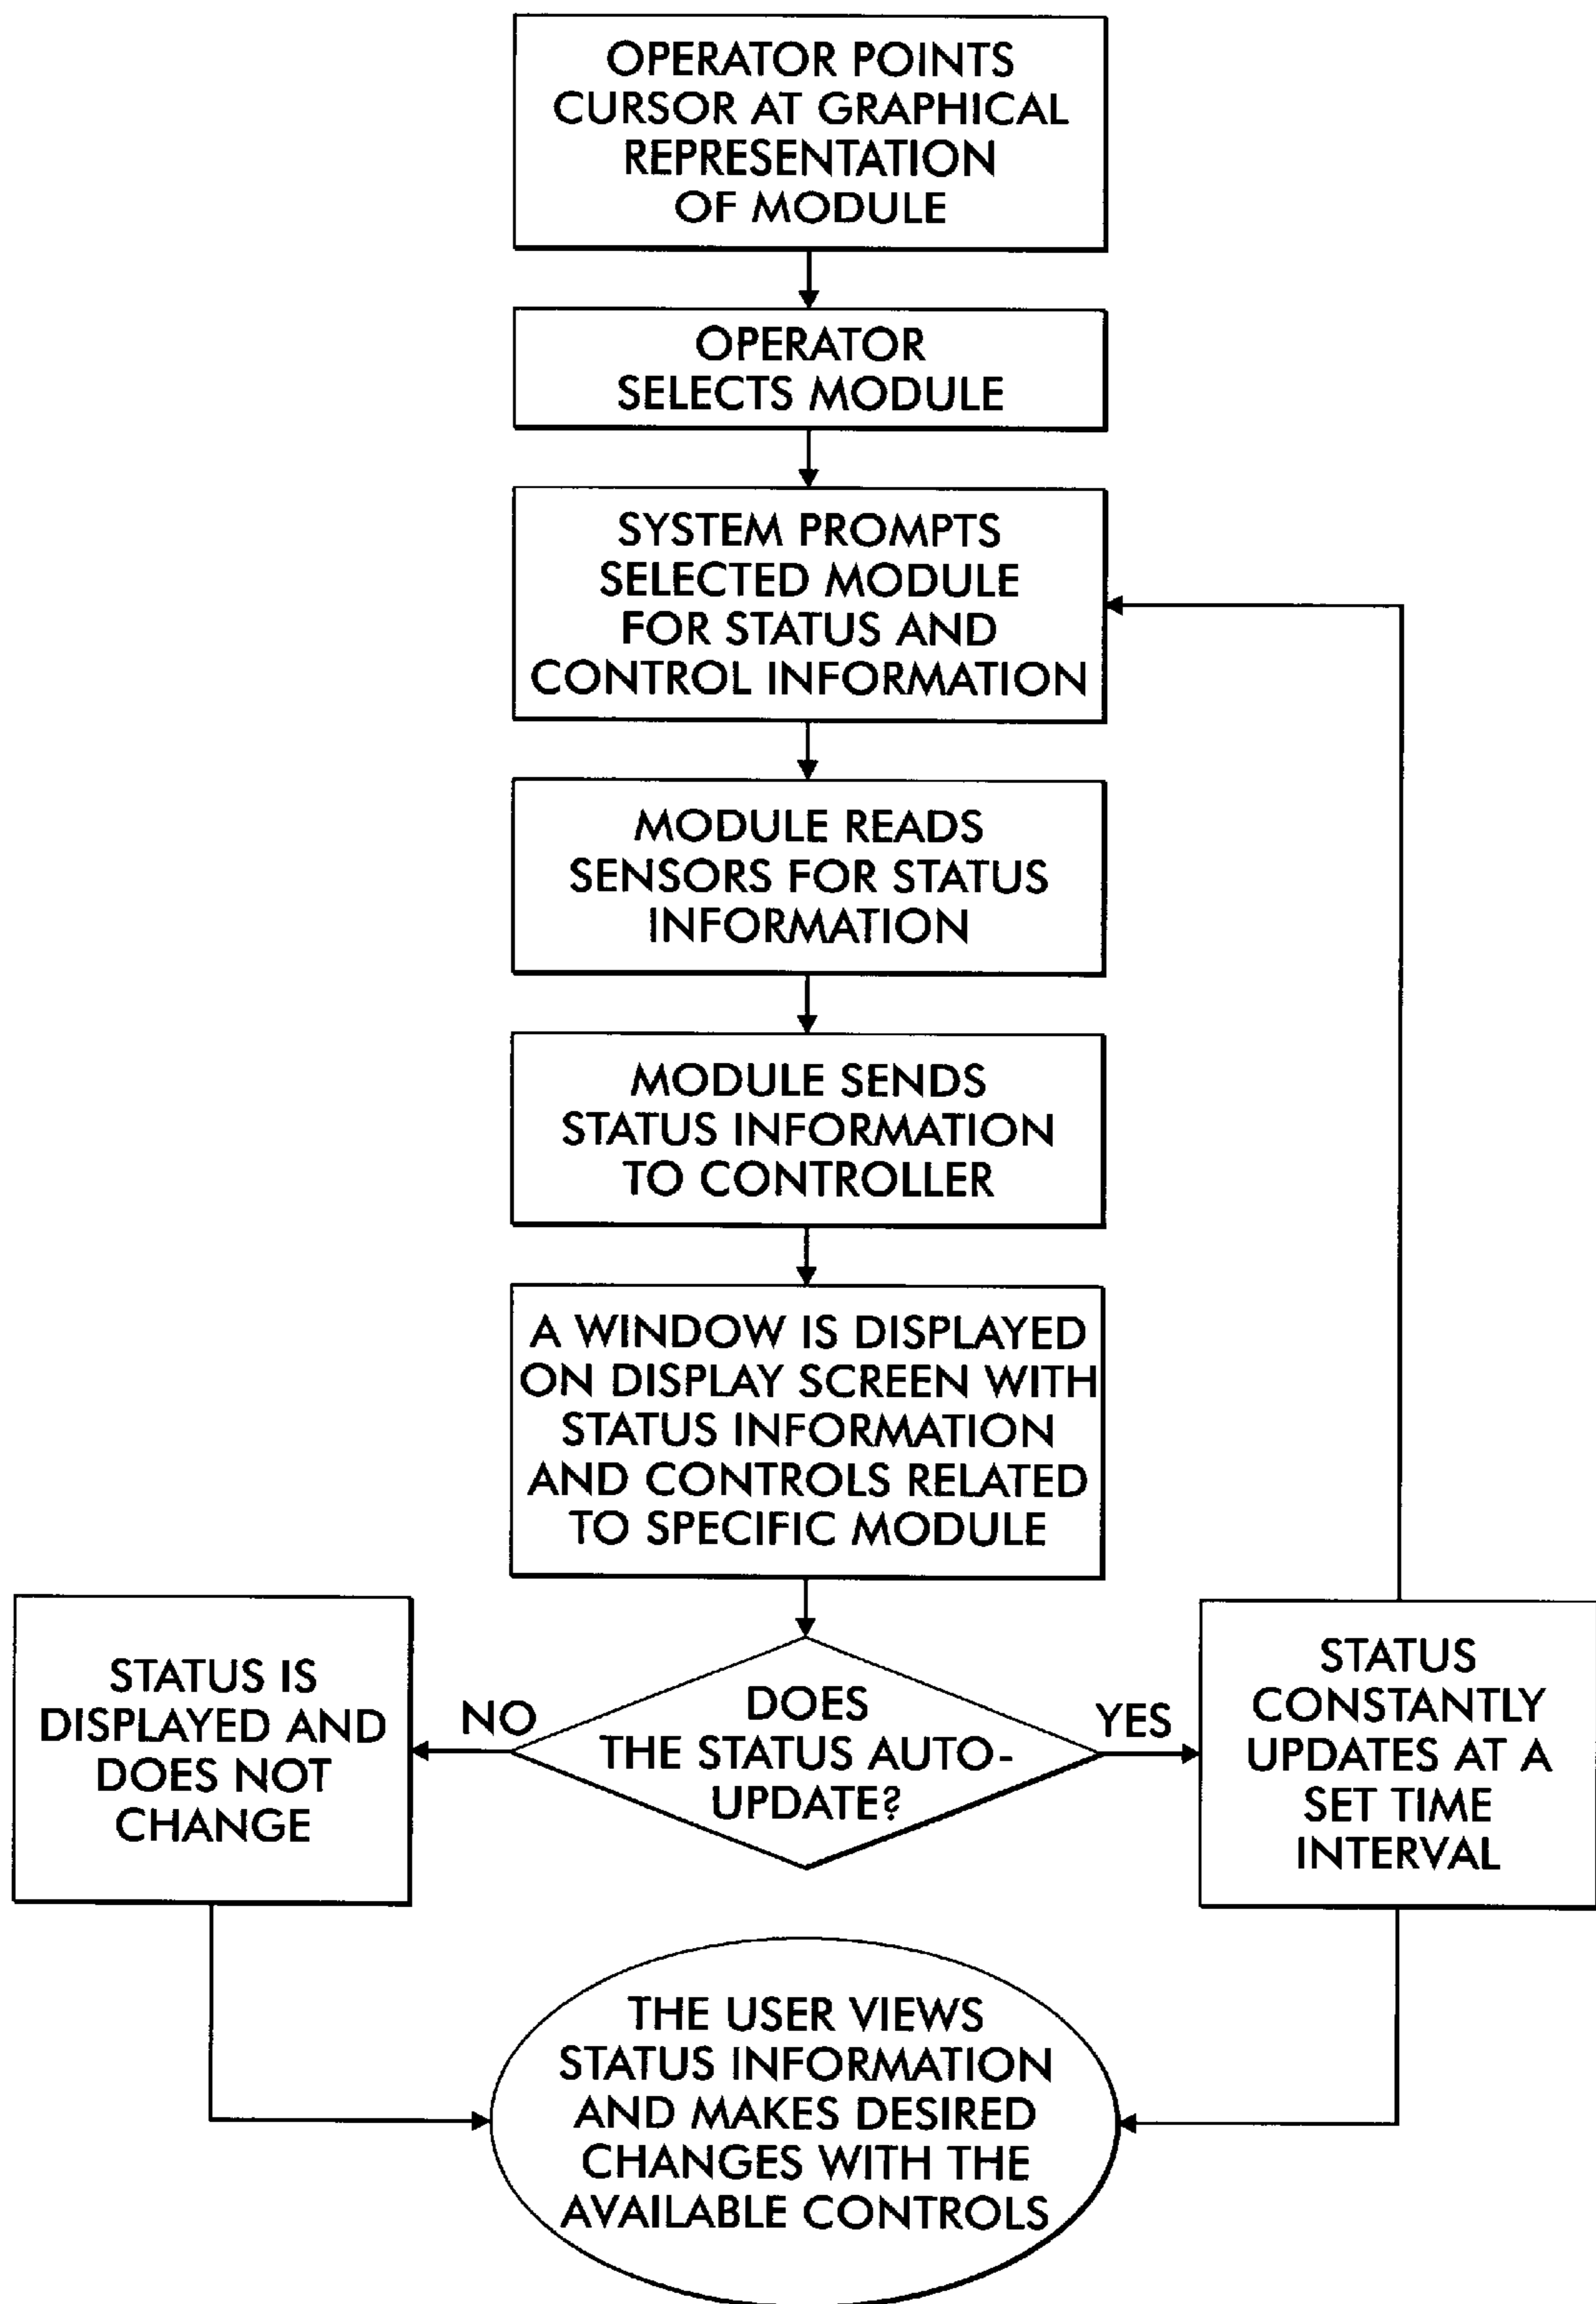 OPERATOR POINTS
CURSOR AT GRAPHICAL
REPRESENTATION
OF MODULE
OPERATOR
SELECTS MODULE
SYSTEM PROMPTS
SELECTED MODULE
FOR STATUS AND
CONTROL INFORMATION
MODULE READS
SENSORS FOR STATUS
INFORMATION
MODULE SENDS
STATUS INFORMATION
TO CONTROLLER
A WINDOW IS DISPLAYED
ON DISPLAY SCREEN WITH
STATUS INFORMATION
AND CONTROLS RELATED
TO SPECIFIC MODULE
STATUS IS
DISPLAYED AND
DOES NOT
CHANGE
NO
DOES
THE STATUS AUTO-
UPDATE?
YES
STATUS
CONSTANTLY
UPDATES AT A
SET TIME
INTERVAL
THE USER VIEWS
STATUS INFORMATION
AND MAKES DESIRED
CHANGES WITH THE
AVAILABLE CONTROLS